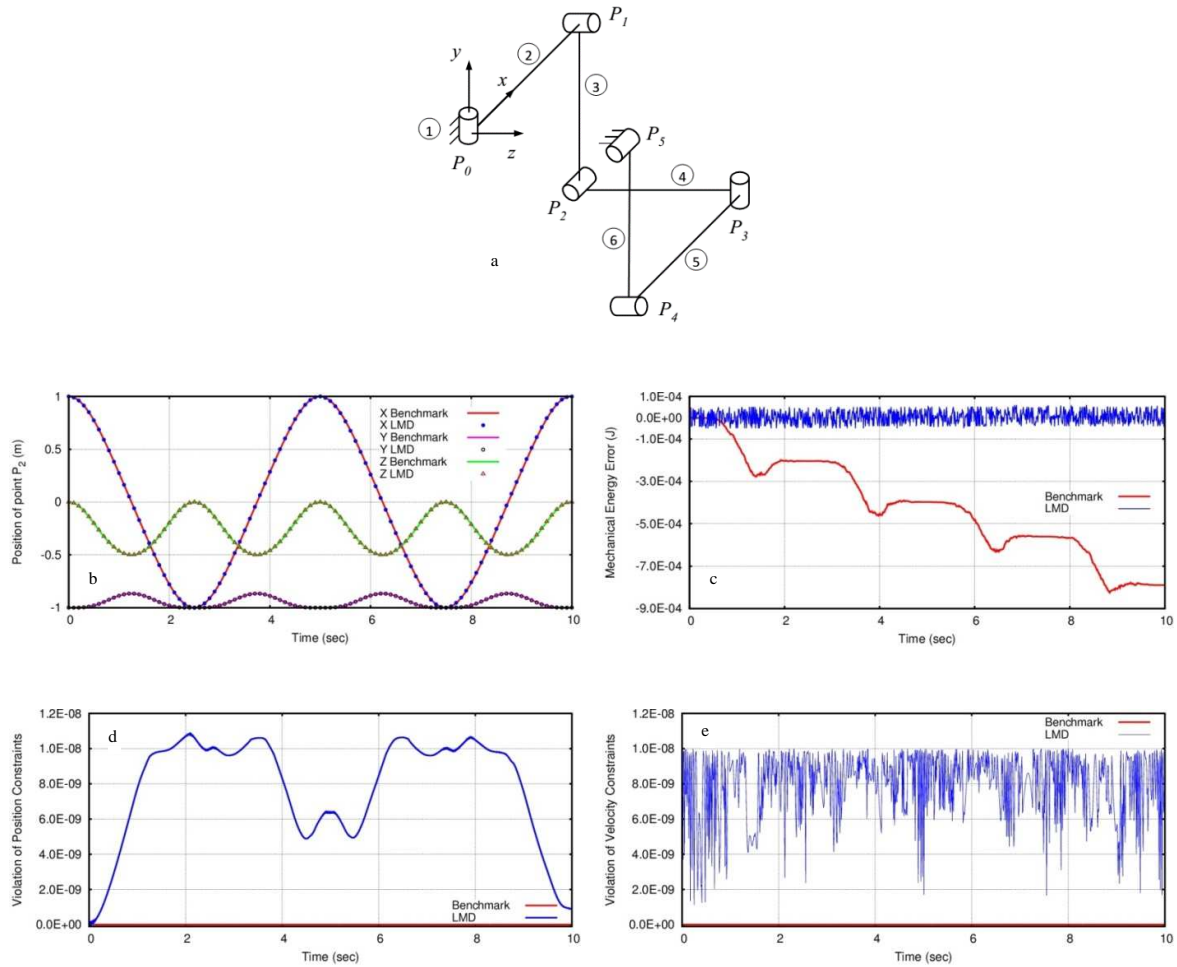 P1
y
2
x
3
1
P0
z
P5
P2
4
P3
6
5
a
P4
1
0.5
0
-0.5
-1
Position of point P2 (m)
X Benchmark
X LMD
Y Benchmark
Y LMD
Z Benchmark
Z LMD
b
0 2 4 6 8 10
Time (sec)
1.0E-04
0.0E+00
-1.0E-04
-3.0E-04
-5.0E-04
-7.0E-04
-9.0E-04
Mechanical Energy Error (J)
Benchmark
LMD
c
0 2 4 6 8 10
Time (sec)
1.2E-08
1.0E-08
8.0E-09
6.0E-09
4.0E-09
2.0E-09
0.0E+00
Violation of Position Constraints
d
Benchmark
LMD
0 2 4 6 8 10
Time (sec)
1.2E-08
1.0E-08
8.0E-09
6.0E-09
4.0E-09
2.0E-09
0.0E+00
Violation of Velocity Constraints
e
Benchmark
LMD
0 2 4 6 8 10
Time (sec)